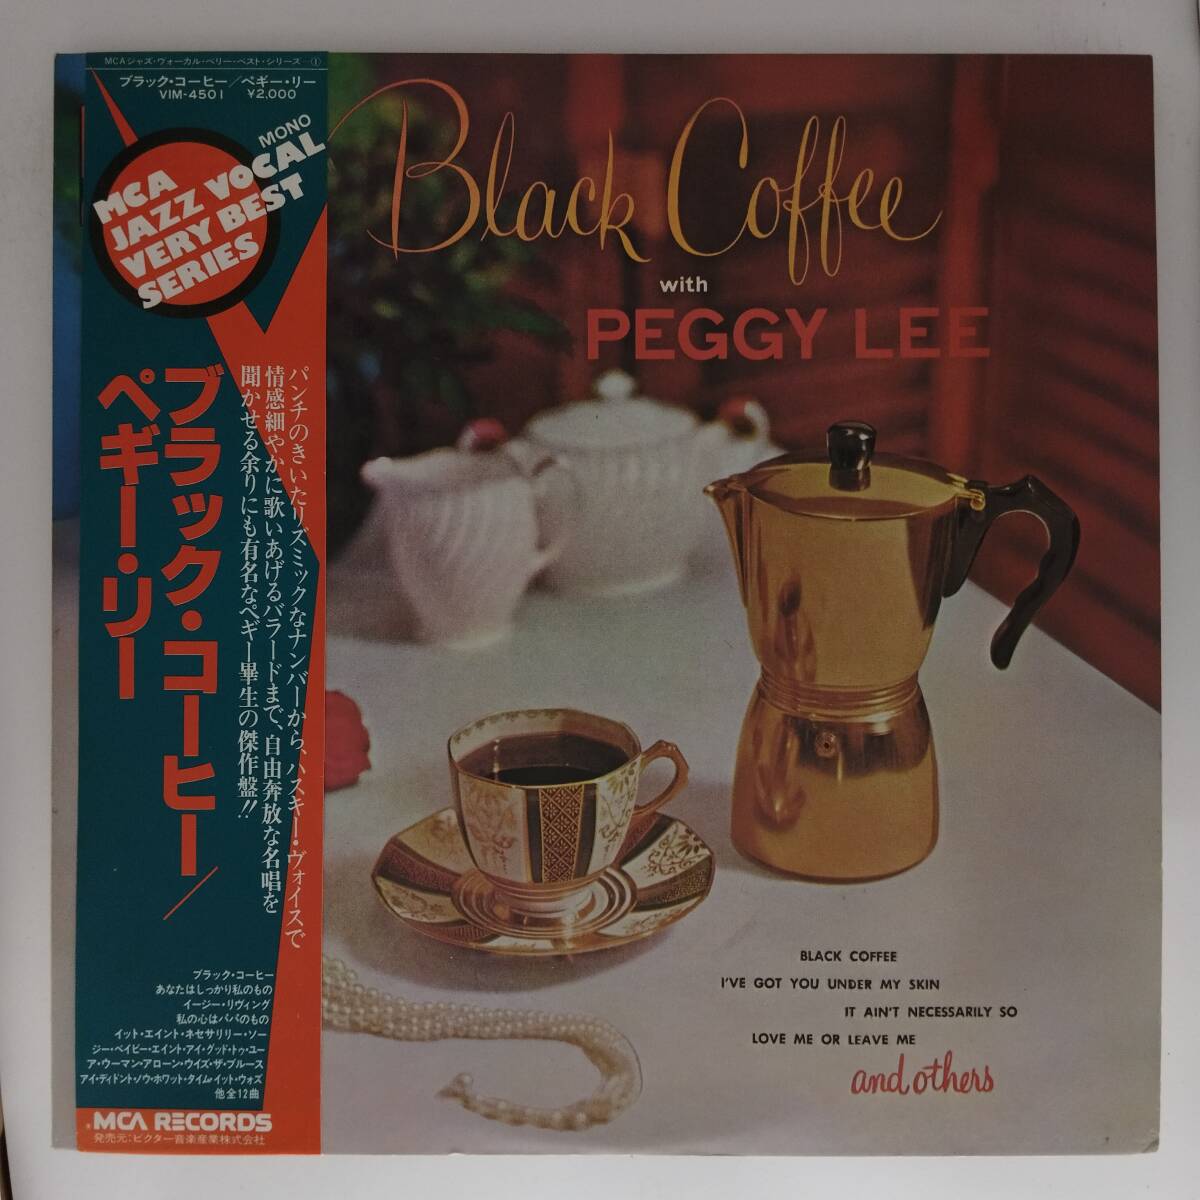 MCAジャズ・ヴォーカル・ベリー・ベスト・シリーズ—①
ブラック・コーヒー／ペギー・リー
VIM-4501 ¥2,000
MONO
MCA
JAZZ VOCAL
VERY BEST
SERIES
ブラック・コーヒー／
ペギー・リー
パンチのきいたリズミックなナンバーから、ハスキー・ヴォイスで
情感細やかに歌いあげるバラードまで、自由奔放な名唱を
聞かせる余りにも有名なペギー畢生の傑作盤!!
ブラック・コーヒー
あなたはしっかり私のもの
イージー・リヴィング
私の心はパパのもの
イット・エイント・ネセサリリー・ソー
ジー・ベイビー・エイント・アイ・グッド・トゥ・ユー
ア・ウーマン・アローン・ウイズ・ザ・ブルース
アイ・ディドント・ノウ・ホワット・タイム・イット・ウォズ
他全12曲
MCA RECORDS
発売元：ビクター音楽産業株式会社
Black Coffee
with
PEGGY LEE
BLACK COFFEE
I'VE GOT YOU UNDER MY SKIN
IT AIN'T NECESSARILY SO
LOVE ME OR LEAVE ME
and others